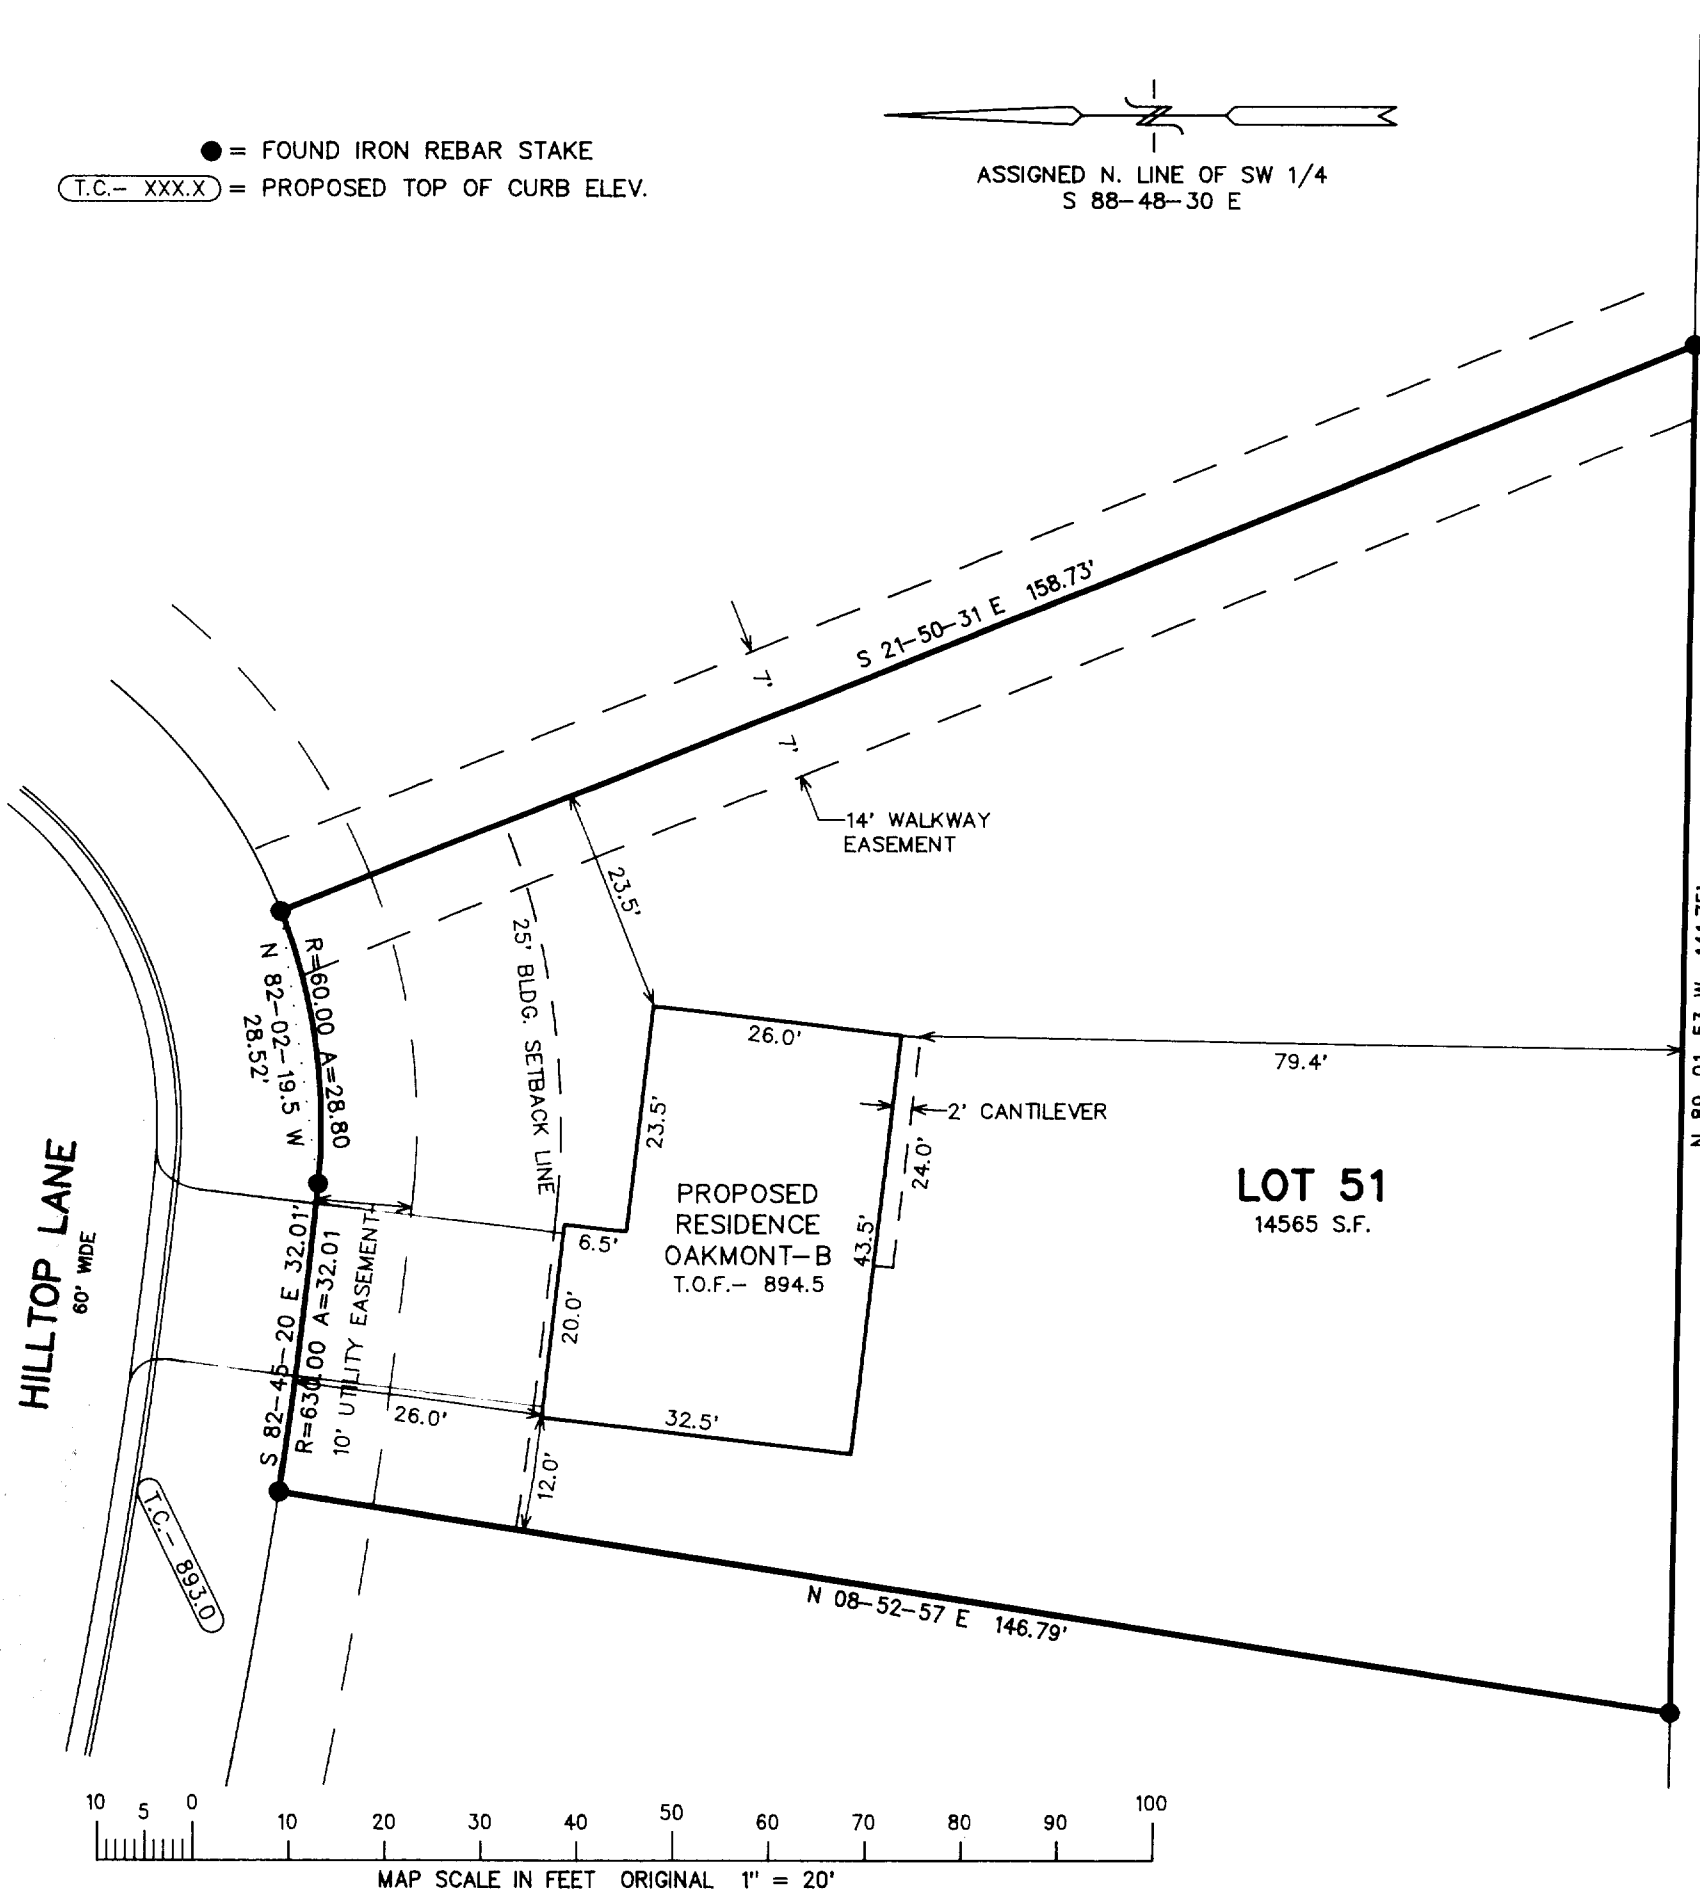 = FOUND IRON REBAR STAKE
T.C.– XXX.X = PROPOSED TOP OF CURB ELEV.
ASSIGNED N. LINE OF SW 1/4
S 88–48–30 E
S 21–50–31 E 158.73'
7'
7'
14' WALKWAY
EASEMENT
23.5'
25' BLDG. SETBACK LINE
R=60.00 A=28.80
N 82–02–19.5 W
28.52'
26.0'
79.4'
2' CANTILEVER
23.5'
24.0'
43.5'
PROPOSED
RESIDENCE
OAKMONT–B
T.O.F.– 894.5
LOT 51
14565 S.F.
6.5'
20.0'
HILLTOP LANE
60' WIDE
S 82–45–20 E 32.01'
R=630.00 A=32.01
10' UTILITY EASEMENT
26.0'
32.5'
12.0'
T.C.– 893.0
N 08–52–57 E 146.79'
10 5 0 10 20 30 40 50 60 70 80 90 100
MAP SCALE IN FEET ORIGINAL 1" = 20'